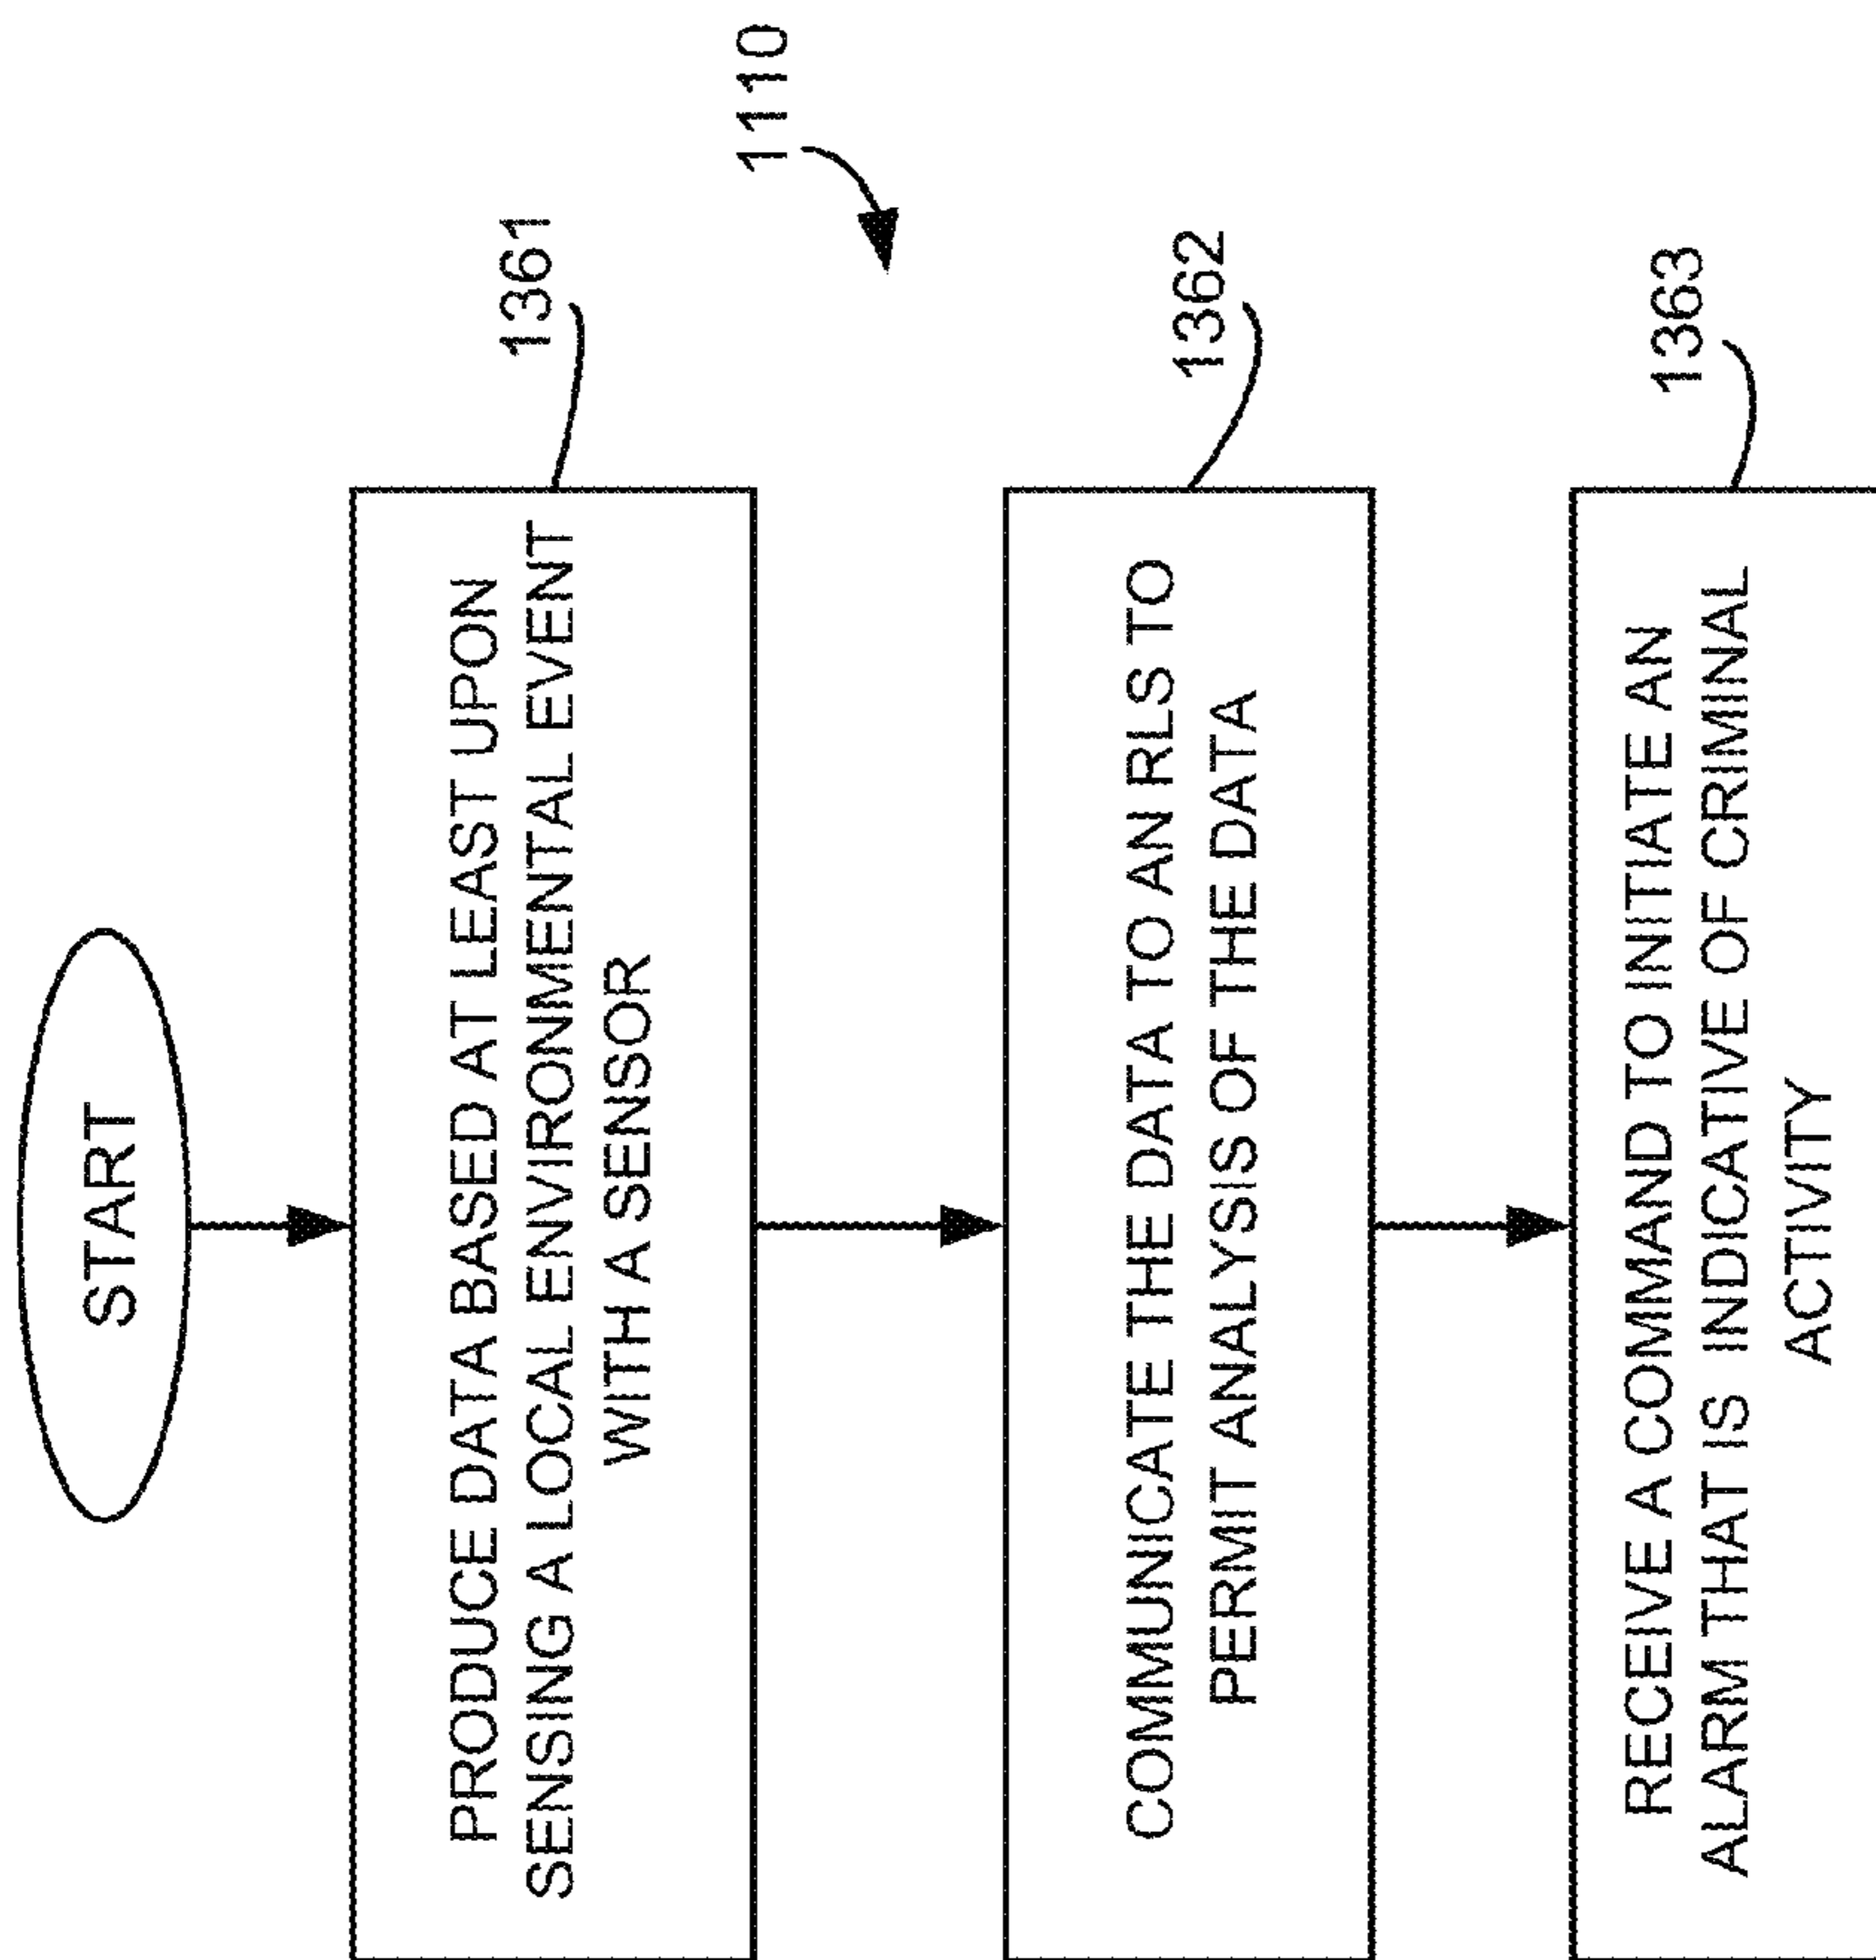 START
1110
1361
PRODUCE DATA BASED AT LEAST UPON
SENSING A LOCAL ENVIRONMENTAL EVENT
WITH A SENSOR
1362
COMMUNICATE THE DATA TO AN RLS TO
PERMIT ANALYSIS OF THE DATA
1363
RECEIVE A COMMAND TO INITIATE AN
ALARM THAT IS INDICATIVE OF CRIMINAL
ACTIVITY